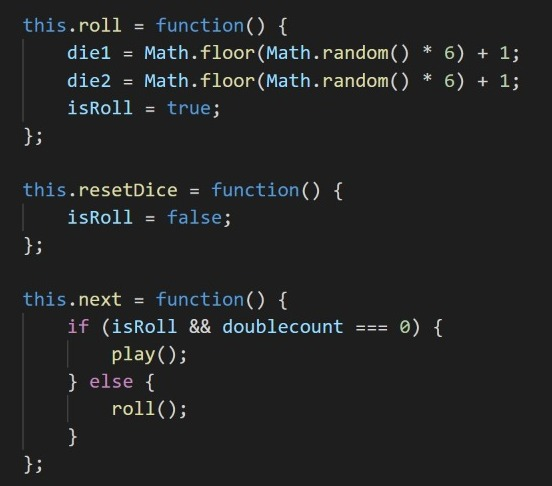 this.roll = function() {
    die1 = Math.floor(Math.random() * 6) + 1;
    die2 = Math.floor(Math.random() * 6) + 1;
    isRoll = true;
};

this.resetDice = function() {
    isRoll = false;
};

this.next = function() {
    if (isRoll && doublecount === 0) {
        play();
    } else {
        roll();
    }
};